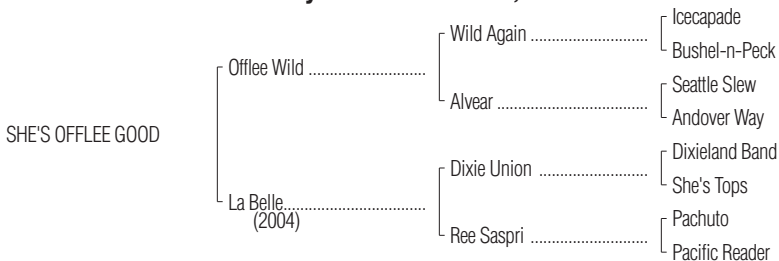 Icecapade
Wild Again ..........................
Bushel-n-Peck
Offlee Wild ..........................
Seattle Slew
Alvear ................................
Andover Way
SHE'S OFFLEE GOOD
Dixieland Band
Dixie Union ........................
She's Tops
La Belle...............................
(2004)
Pachuto
Ree Saspri ..........................
Pacific Reader